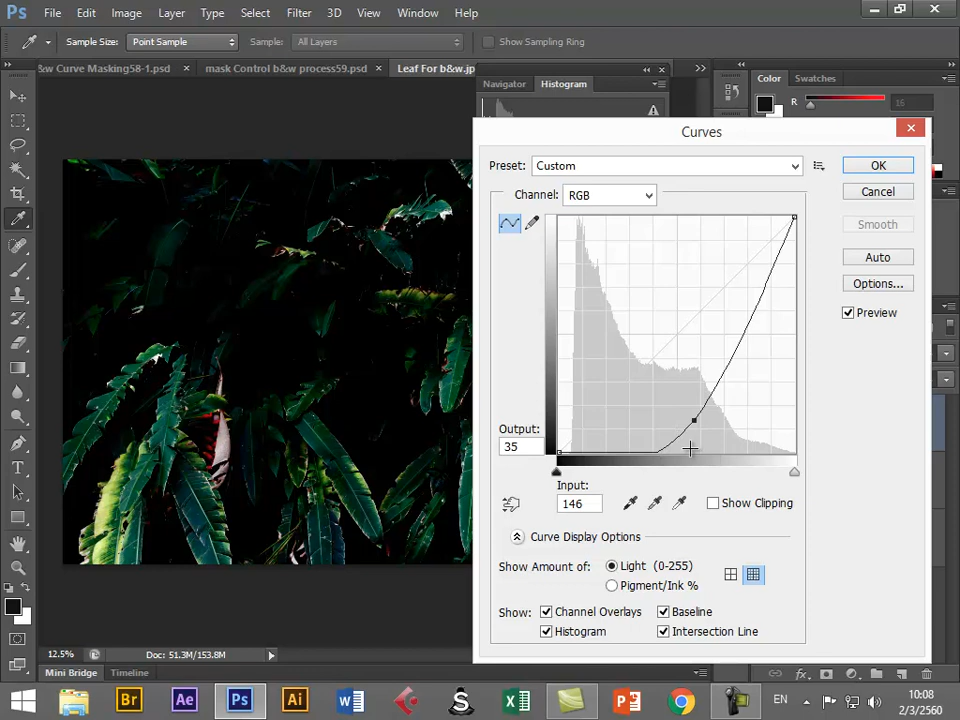 Ps File Edit Image Layer Type Select Filter 3D View Window Help
Sample Size: Point Sample Sample: All Layers Show Sampling Ring
&w Curve Masking58-1.psd × mask Control b&w process59.psd × Leaf For b&w.jp
Navigator Histogram
Color Swatches
R 16
Curves
Preset: Custom OK
Channel: RGB Cancel
Smooth
Auto
Options...
Preview
Output:
35
Input:
146 Show Clipping
Curve Display Options
Show Amount of: Light (0-255)
Pigment/Ink %
Show: Channel Overlays Baseline
Histogram Intersection Line
12.5% Doc: 51.3M/153.8M
Mini Bridge Timeline
fx
Br Ae Ps Ai W S X P EN 10:08
2/3/2560